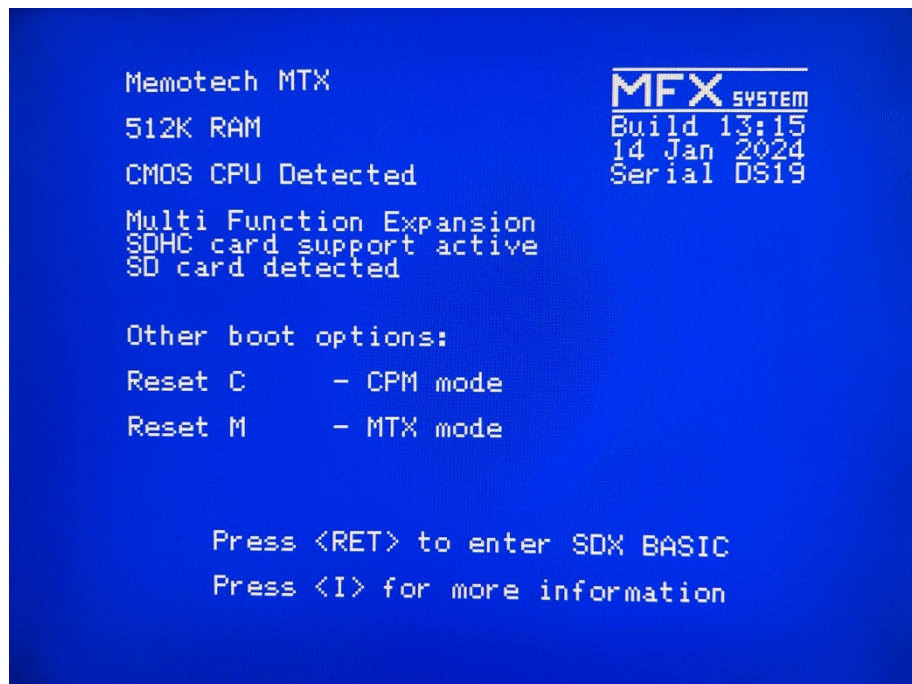 Memotech MTX
512K RAM
CMOS CPU Detected
Multi Function Expansion
SDHC card support active
SD card detected
MFX SYSTEM
Build 13:15
14 Jan 2024
Serial DS19
Other boot options:
Reset C - CPM mode
Reset M - MTX mode
Press <RET> to enter SDX BASIC
Press <I> for more information